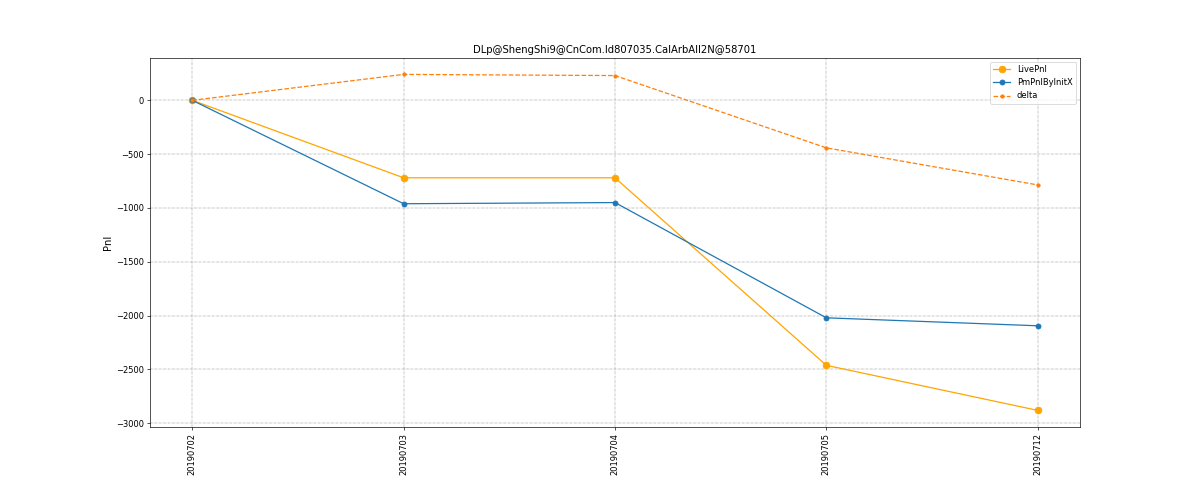 DLp@ShengShi9@CnCom.Id807035.CalArbAll2N@58701
LivePnl
PmPnlByInitX
delta
0
−500
−1000
−1500
−2000
−2500
−3000
Pnl
20190702
20190703
20190704
20190705
20190712